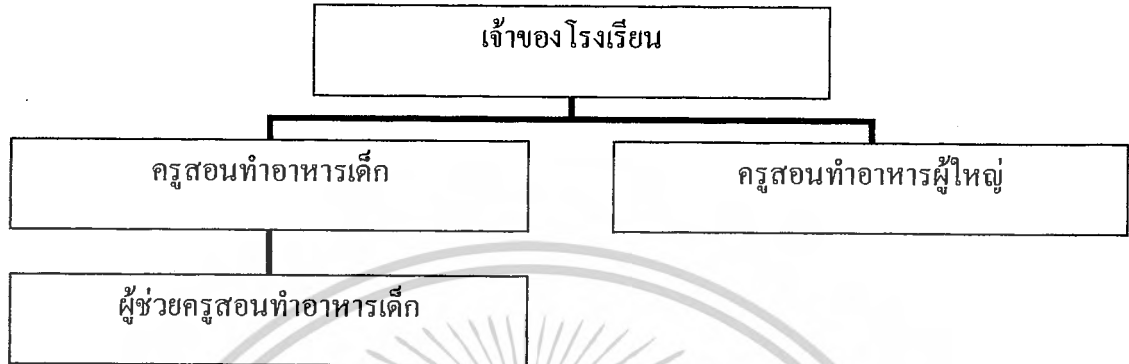 เจ้าของโรงเรียน
ครูสอนทำอาหารเด็ก
ครูสอนทำอาหารผู้ใหญ่
ผู้ช่วยครูสอนทำอาหารเด็ก